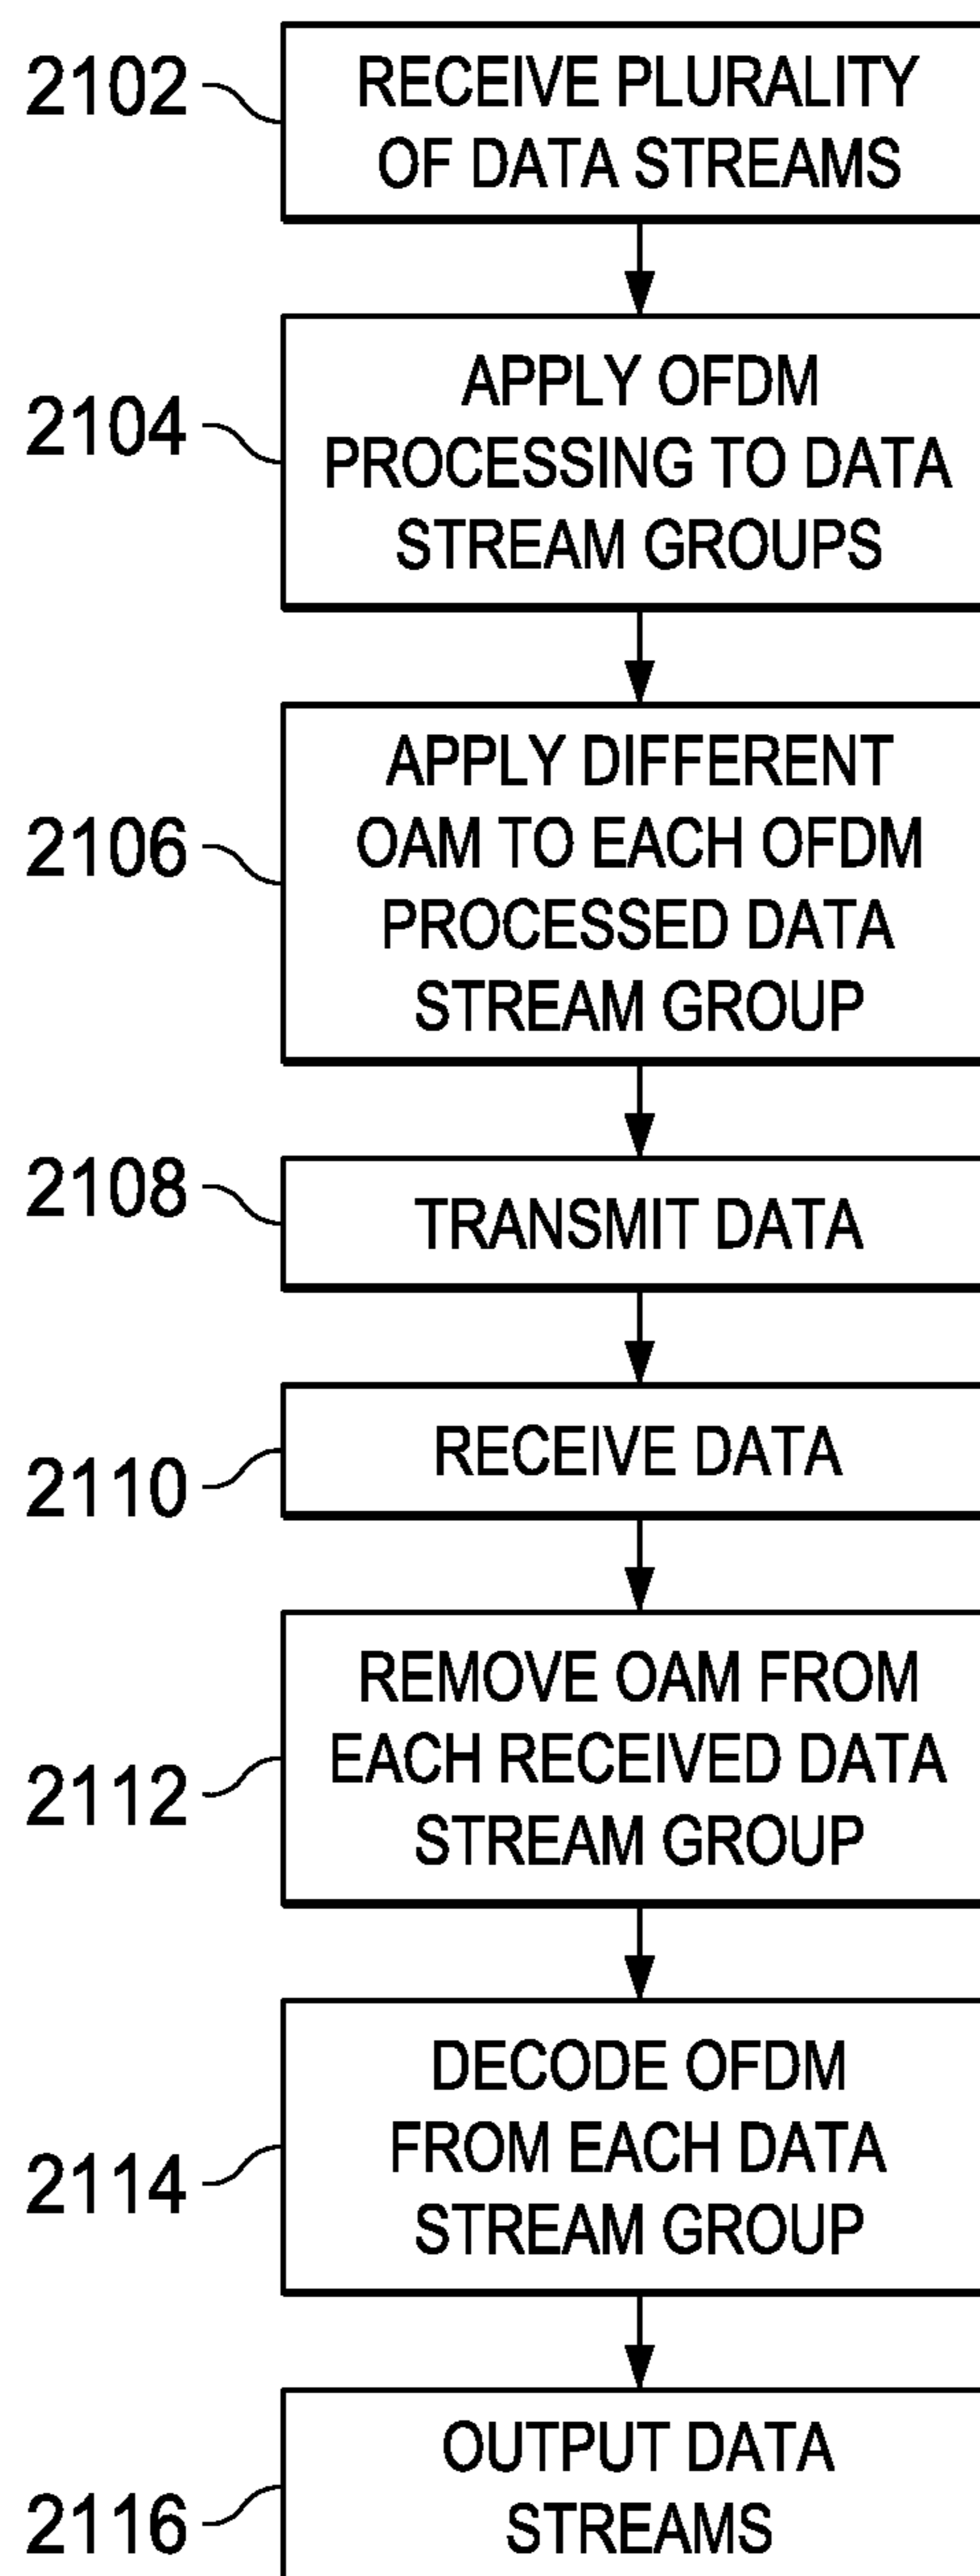 2102
RECEIVE PLURALITY
OF DATA STREAMS
2104
APPLY OFDM
PROCESSING TO DATA
STREAM GROUPS
2106
APPLY DIFFERENT
OAM TO EACH OFDM
PROCESSED DATA
STREAM GROUP
2108
TRANSMIT DATA
2110
RECEIVE DATA
2112
REMOVE OAM FROM
EACH RECEIVED DATA
STREAM GROUP
2114
DECODE OFDM
FROM EACH DATA
STREAM GROUP
2116
OUTPUT DATA
STREAMS